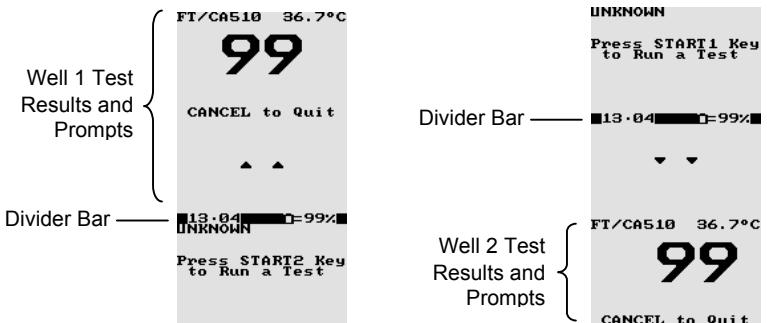 FT/CA510 36.7°C
99
Well 1 Test
Results and
Prompts
CANCEL to Quit
Divider Bar
13·04 =99%
UNKNOWN
Press START2 Key
to Run a Test
UNKNOWN
Press START1 Key
to Run a Test
Divider Bar
13·04 =99%
FT/CA510 36.7°C
Well 2 Test
Results and
Prompts
99
CANCEL to Quit